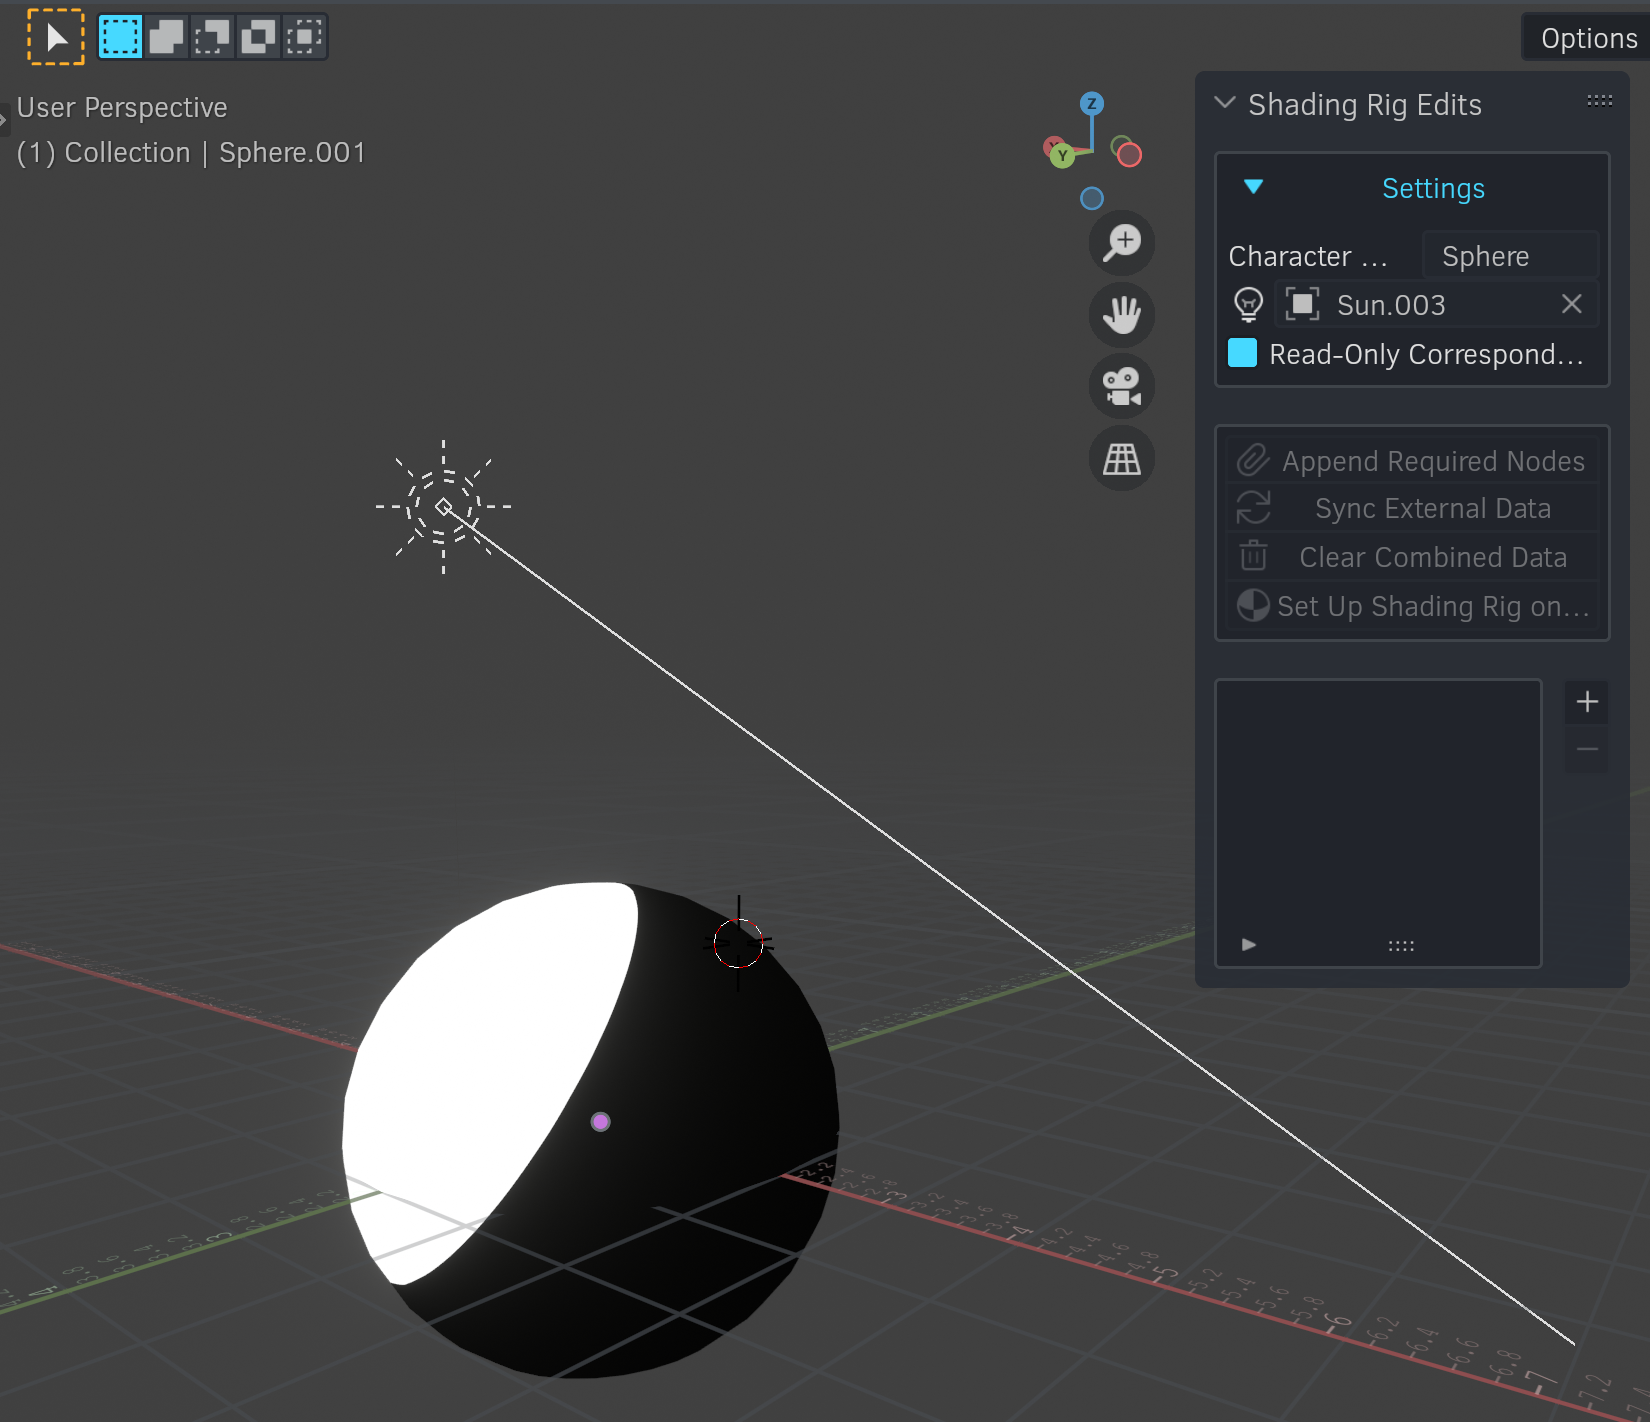 Options
User Perspective
(1) Collection | Sphere.001
Z
Y
Shading Rig Edits
Settings
Character ...
Sphere
Sun.003
Read-Only Correspond...
Append Required Nodes
Sync External Data
Clear Combined Data
Set Up Shading Rig on...